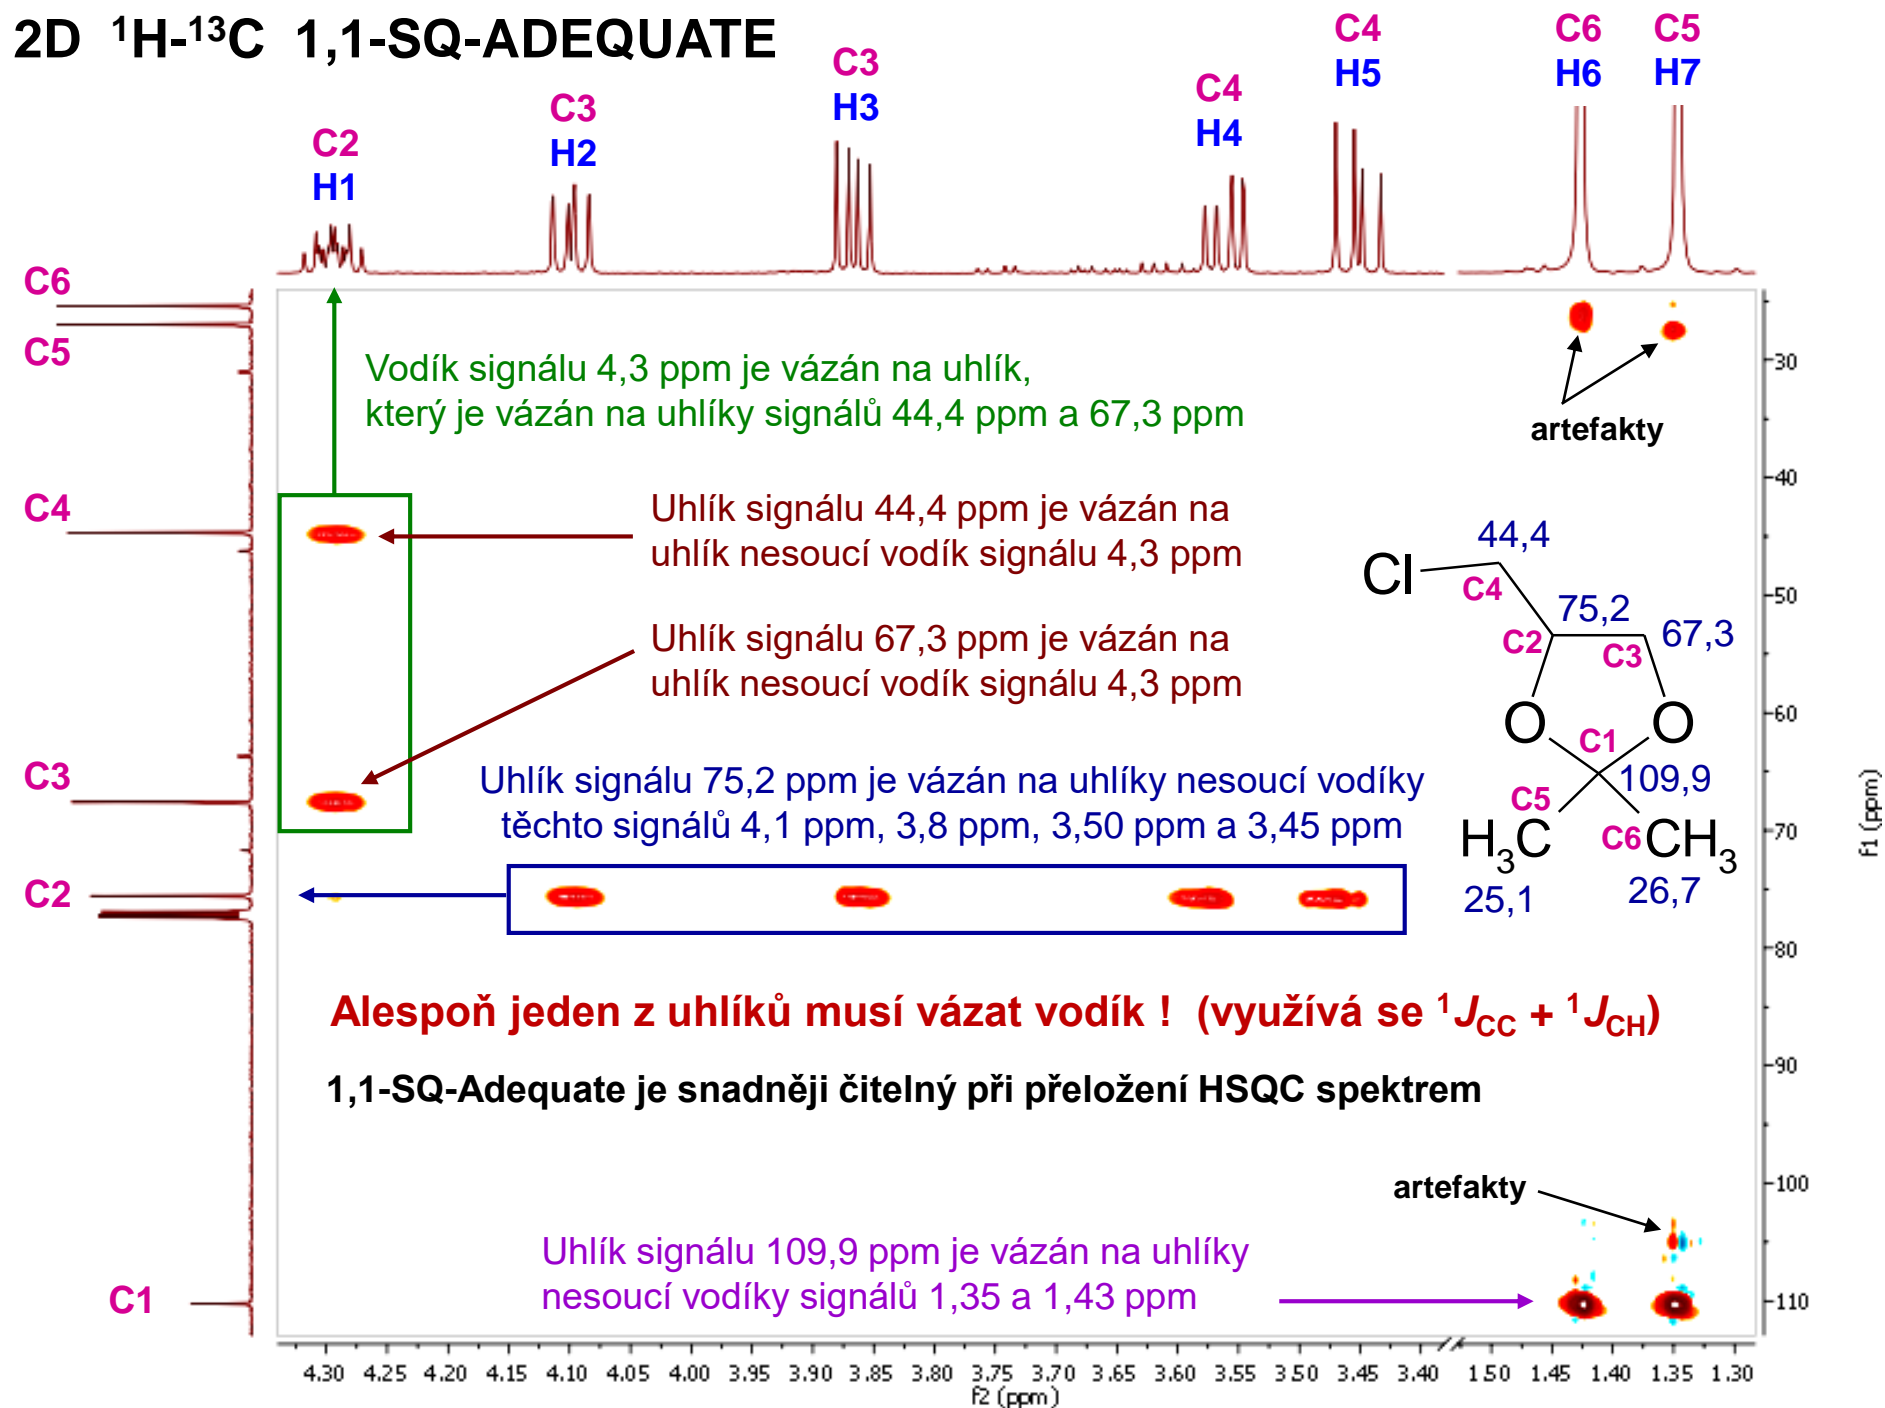 2D ¹H-¹³C 1,1-SQ-ADEQUATE
C2
H1
C3
H2
C3
H3
C4
H4
C4
H5
C6
H6
C5
H7
C6
C5
C4
C3
C2
C1
Vodík signálu 4,3 ppm je vázán na uhlík,
který je vázán na uhlíky signálů 44,4 ppm a 67,3 ppm
artefakty
Uhlík signálu 44,4 ppm je vázán na
uhlík nesoucí vodík signálu 4,3 ppm
Uhlík signálu 67,3 ppm je vázán na
uhlík nesoucí vodík signálu 4,3 ppm
Uhlík signálu 75,2 ppm je vázán na uhlíky nesoucí vodíky
těchto signálů 4,1 ppm, 3,8 ppm, 3,50 ppm a 3,45 ppm
44,4
Cl
C4
75,2
C2
C3
67,3
O
O
C1
109,9
C5
H₃C
C6
CH₃
25,1
26,7
Alespoň jeden z uhlíků musí vázat vodík ! (využívá se ¹J_CC + ¹J_CH)
1,1-SQ-Adequate je snadněji čitelný při přeložení HSQC spektrem
artefakty
Uhlík signálu 109,9 ppm je vázán na uhlíky
nesoucí vodíky signálů 1,35 a 1,43 ppm
30
40
50
60
70
80
90
100
110
f1 (ppm)
4.30 4.25 4.20 4.15 4.10 4.05 4.00 3.95 3.90 3.85 3.80 3.75 3.70 3.65 3.60 3.55 3.50 3.45 3.40 1.50 1.45 1.40 1.35 1.30
f2 (ppm)